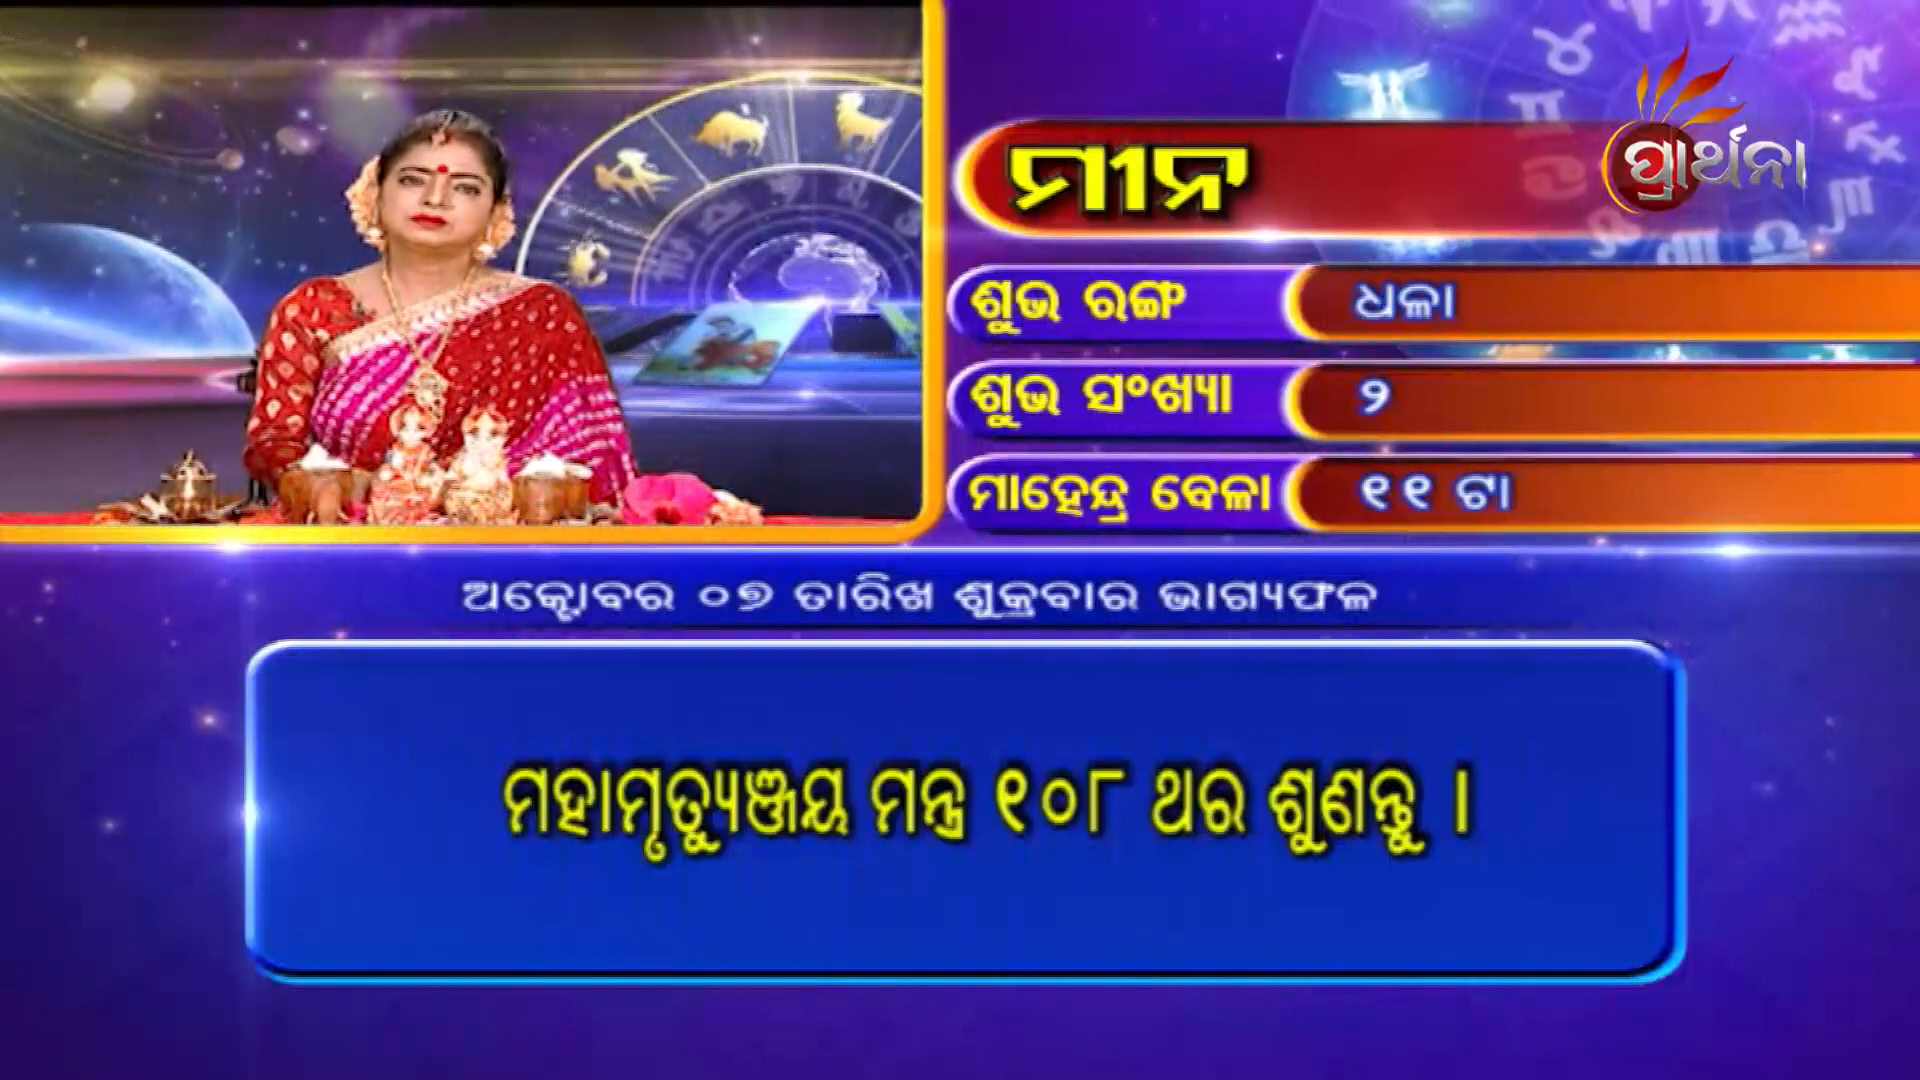 ମୀନ
ପ୍ରାର୍ଥନା
ଶୁଭ ରଙ୍ଗ ଧଳା
ଶୁଭ ସଂଖ୍ୟା ୨
ମାହେନ୍ଦ୍ର ବେଳା ୧୧ ଟା
ଅକ୍ଟୋବର ୦୭ ତାରିଖ ଶୁକ୍ରବାର ଭାଗ୍ୟଫଳ
ମହାମୃତ୍ୟୁଞ୍ଜୟ ମନ୍ତ୍ର ୧୦୮ ଥର ଶୁଣନ୍ତୁ ।